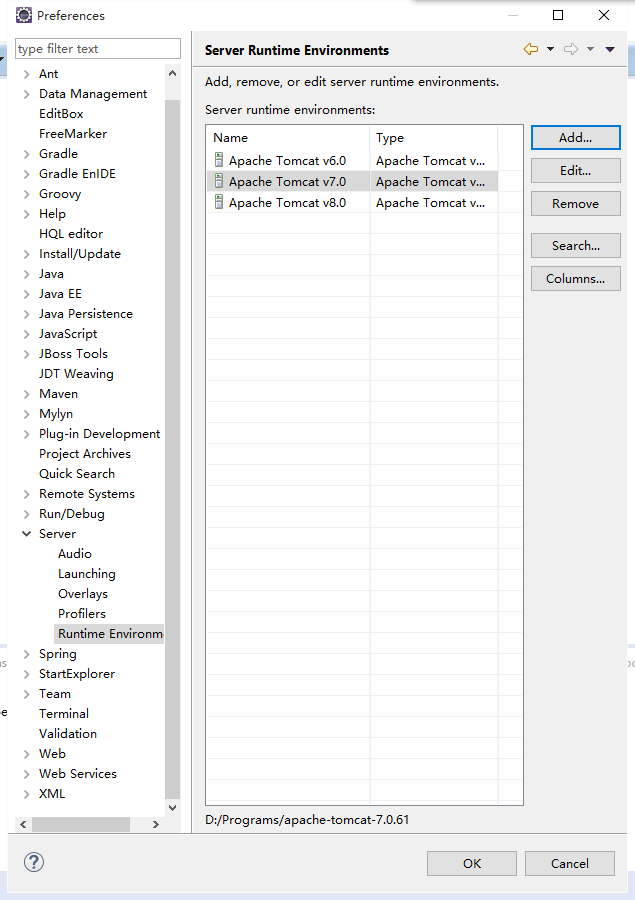 Preferences
type filter text
Ant
Data Management
EditBox
FreeMarker
Gradle
Gradle EnIDE
Groovy
Help
HQL editor
Install/Update
Java
Java EE
Java Persistence
JavaScript
JBoss Tools
JDT Weaving
Maven
Mylyn
Plug-in Development
Project Archives
Quick Search
Remote Systems
Run/Debug
Server
Audio
Launching
Overlays
Profilers
Runtime Environm
Spring
StartExplorer
Team
Terminal
Validation
Web
Web Services
XML
Server Runtime Environments
Add, remove, or edit server runtime environments.
Server runtime environments:
Name Type
Apache Tomcat v6.0 Apache Tomcat v...
Apache Tomcat v7.0 Apache Tomcat v...
Apache Tomcat v8.0 Apache Tomcat v...
Add...
Edit...
Remove
Search...
Columns...
D:/Programs/apache-tomcat-7.0.61
?
OK
Cancel